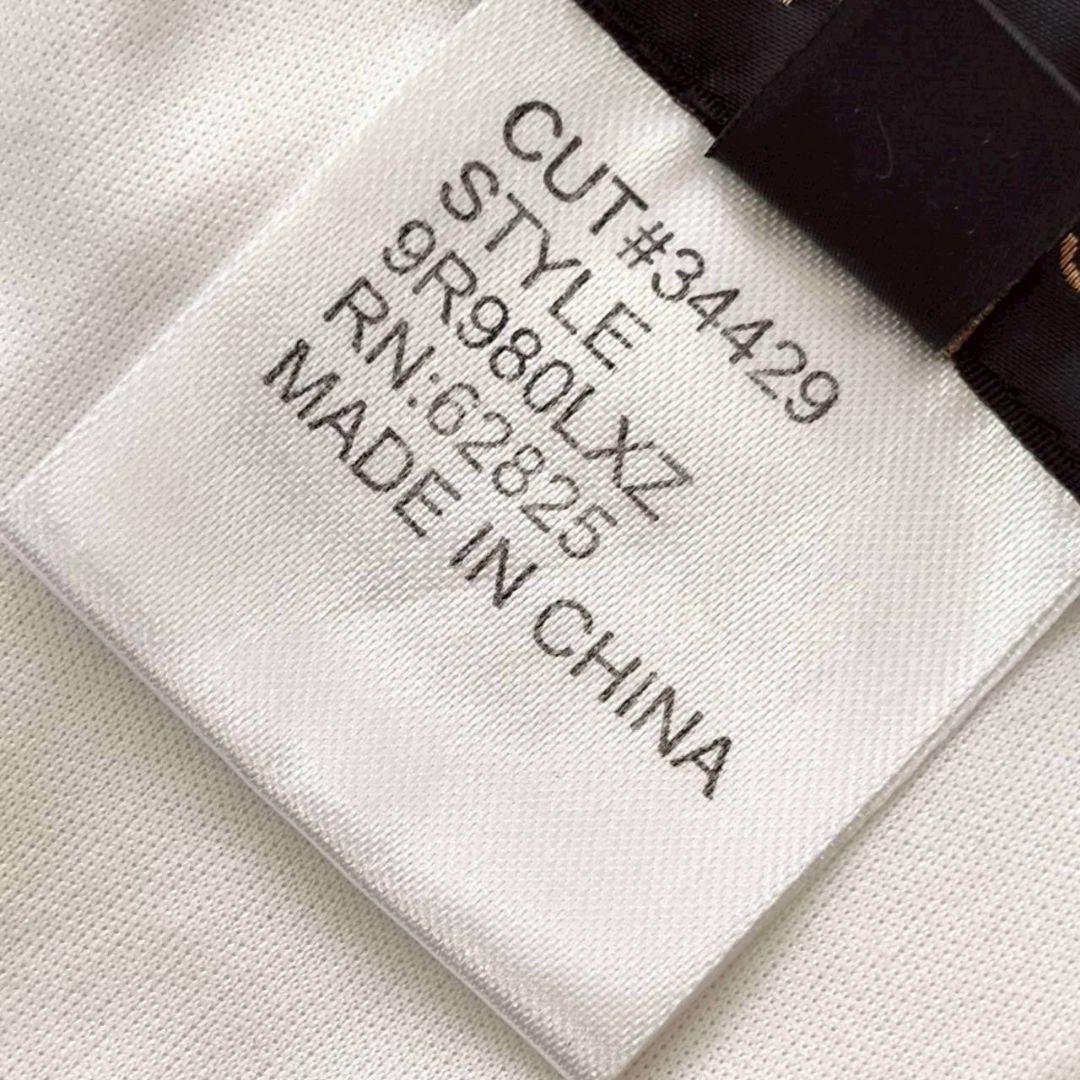 CUT#34429
STYLE
9R980LXZ
RN:62825
MADE IN CHINA